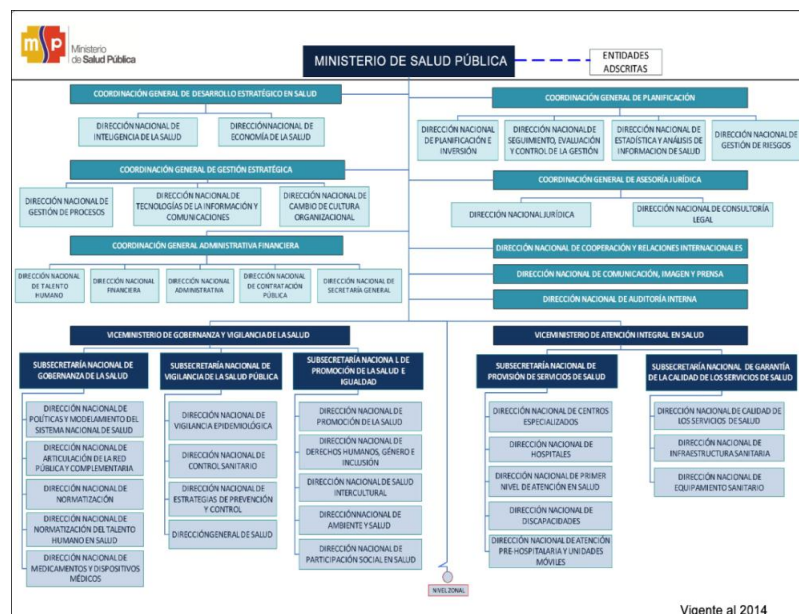 msp
Ministerio
de Salud Pública
MINISTERIO DE SALUD PÚBLICA
ENTIDADES
ADSCRITAS
COORDINACIÓN GENERAL DE DESARROLLO ESTRATÉGICO EN SALUD
DIRECCIÓN NACIONAL DE
INTELIGENCIA DE LA SALUD
DIRECCIÓNNACIONAL DE
ECONOMÍA DE LA SALUD
COORDINACIÓN GENERAL DE PLANIFICACIÓN
DIRECCIÓN NACIONAL
DE PLANIFICACIÓN E
INVERSIÓN
DIRECCIÓN NACIONAL DE
SEGUIMIENTO, EVALUACIÓN
Y CONTROL DE LA GESTIÓN
DIRECCIÓN NACIONAL DE
ESTADÍSTICA Y ANÁLISIS DE
INFORMACION DE SALUD
DIRECCIÓN NACIONAL DE
GESTIÓN DE RIESGOS
COORDINACIÓN GENERAL DE GESTIÓN ESTRATÉGICA
DIRECCIÓN NACIONAL DE
GESTIÓN DE PROCESOS
DIRECCIÓN NACIONAL DE
TECNOLOGÍAS DE LA INFORMACIÓN Y
COMUNICACIONES
DIRECCIÓN NACIONAL DE
CAMBIO DE CULTURA
ORGANIZACIONAL
COORDINACIÓN GENERAL DE ASESORÍA JURÍDICA
DIRECCIÓN NACIONAL JURÍDICA
DIRECCIÓN NACIONAL DE CONSULTORÍA
LEGAL
COORDINACIÓN GENERAL ADMINISTRATIVA FINANCIERA
DIRECCIÓN NACIONAL
DE TALENTO
HUMANO
DIRECCIÓN NACIONAL
FINANCIERA
DIRECCIÓN NACIONAL
ADMINISTRATIVA
DIRECCIÓN NACIONAL
DE CONTRATACIÓN
PÚBLICA
DIRECCIÓN NACIONAL DE
SECRETARÍA GENERAL
DIRECCIÓN NACIONAL DE COOPERACIÓN Y RELACIONES INTERNACIONALES
DIRECCIÓN NACIONAL DE COMUNICACIÓN, IMAGEN Y PRENSA
DIRECCIÓN NACIONAL DE AUDITORÍA INTERNA
VICEMINISTERIO DE GOBERNANZA Y VIGILANCIA DE LA SALUD
SUBSECRETARÍA NACIONAL DE
GOBERNANZA DE LA SALUD
DIRECCIÓN NACIONAL DE
POLÍTICAS Y MODELAMIENTO DEL
SISTEMA NACIONAL DE SALUD
DIRECCIÓN NACIONAL DE
ARTICULACIÓN DE LA RED
PÚBLICA Y COMPLEMENTARIA
DIRECCIÓN NACIONAL DE
NORMATIZACIÓN
DIRECCIÓN NACIONAL DE
NORMATIZACIÓN DEL TALENTO
HUMANO EN SALUD
DIRECCIÓN NACIONAL DE
MEDICAMENTOS Y DISPOSITIVOS
MÉDICOS
SUBSECRETARÍA NACIONAL DE
VIGILANCIA DE LA SALUD PÚBLICA
DIRECCIÓN NACIONAL DE
VIGILANCIA EPIDEMIOLÓGICA
DIRECCIÓN NACIONAL DE
CONTROL SANITARIO
DIRECCIÓN NACIONAL DE
ESTRATEGIAS DE PREVENCIÓN
Y CONTROL
DIRECCIÓNGENERAL DE SALUD
SUBSECRETARÍA NACIONA L DE
PROMOCIÓN DE LA SALUD E
IGUALDAD
DIRECCIÓN NACIONAL DE
PROMOCIÓN DE LA SALUD
DIRECCIÓN NACIONAL DE
DERECHOS HUMANOS, GÉNERO E
INCLUSIÓN
DIRECCIÓN NACIONAL DE SALUD
INTERCULTURAL
DIRECCIÓNNACIONAL DE
AMBIENTE Y SALUD
DIRECCIÓN NACIONAL DE
PARTICIPACIÓN SOCIAL EN SALUD
VICEMINISTERIO DE ATENCIÓN INTEGRAL EN SALUD
SUBSECRETARÍA NACIONAL DE
PROVISIÓN DE SERVICIOS DE SALUD
DIRECCIÓN NACIONAL DE CENTROS
ESPECIALIZADOS
DIRECCIÓN NACIONAL DE
HOSPITALES
DIRECCIÓN NACIONAL DE PRIMER
NIVEL DE ATENCIÓN EN SALUD
DIRECCIÓN NACIONAL DE
DISCAPACIDADES
DIRECCIÓN NACIONAL DE ATENCIÓN
PRE-HOSPITALARIA Y UNIDADES
MÓVILES
SUBSECRETARÍA NACIONAL DE GARANTÍA
DE LA CALIDAD DE LOS SERVICIOS DE SALUD
DIRECCIÓN NACIONAL DE CALIDAD DE
LOS SERVICIOS DE SALUD
DIRECCIÓN NACIONAL DE
INFRAESTRUCTURA SANITARIA
DIRECCIÓN NACIONAL DE
EQUIPAMIENTO SANITARIO
NIVEL ZONAL
Vigente al 2014